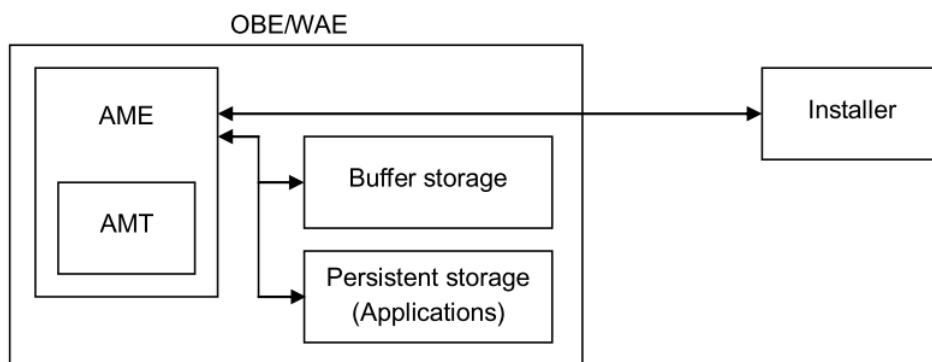 OBE/WAE
AME
Installer
Buffer storage
AMT
Persistent storage
(Applications)